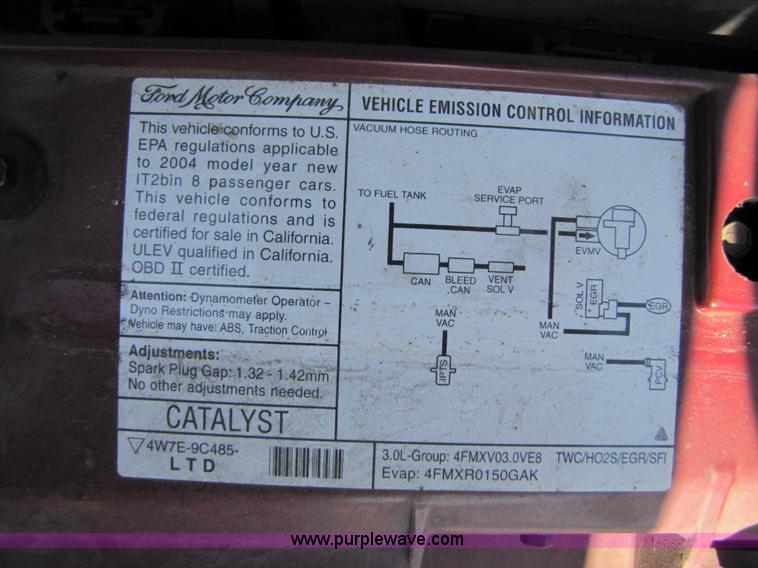 Ford Motor Company
VEHICLE EMISSION CONTROL INFORMATION
This vehicle conforms to U.S.
EPA regulations applicable
to 2004 model year new
IT2bin 8 passenger cars.
This vehicle conforms to
federal regulations and is
certified for sale in California.
ULEV qualified in California.
OBD II certified.
Attention: Dynamometer Operator -
Dyno Restrictions may apply.
Vehicle may have: ABS, Traction Control
Adjustments:
Spark Plug Gap: 1.32 - 1.42mm
No other adjustments needed.
CATALYST
4W7E-9C485-
LTD
VACUUM HOSE ROUTING
TO FUEL TANK
EVAP
SERVICE PORT
EVMV
CAN
BLEED
CAN
VENT
SOL V
MAN
VAC
IPTS
MAN
VAC
SOL V
EGR
EGR
MAN
VAC
PCV
3.0L-Group: 4FMXV03.0VE8 TWC/HO2S/EGR/SFI
Evap: 4FMXR0150GAK
www.purplewave.com